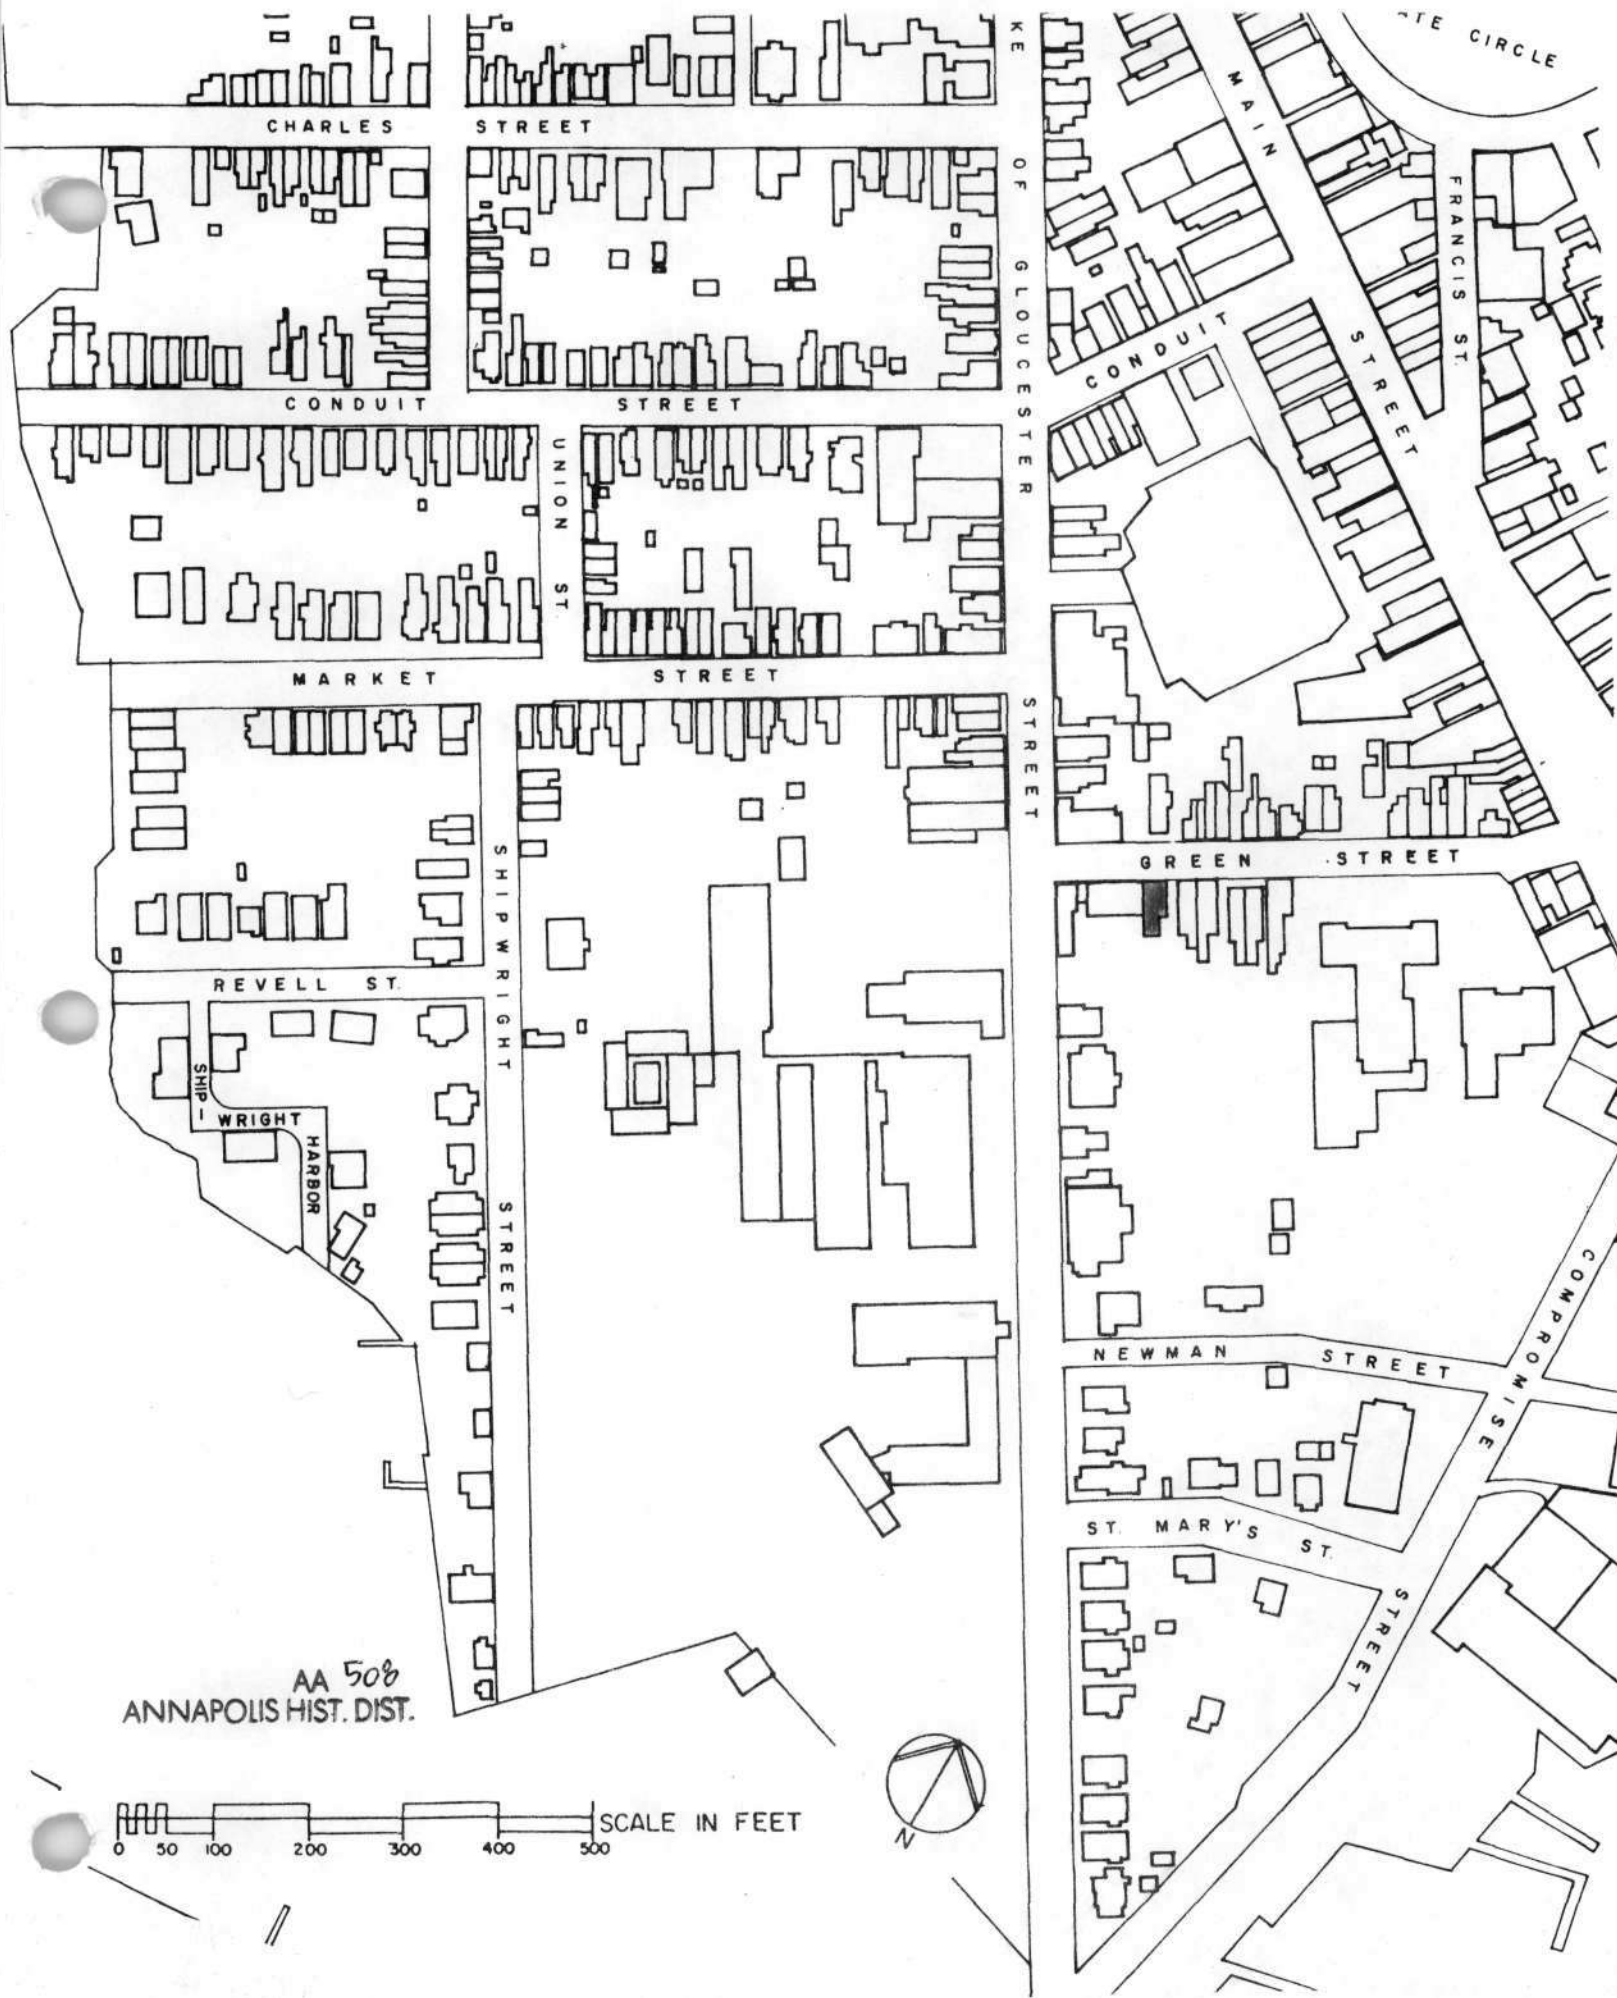 ATE CIRCLE
KE OF GLOUCESTER STREET
MAIN STREET
CHARLES STREET
FRANCIS ST.
CONDUIT
CONDUIT STREET
UNION ST.
MARKET STREET
GREEN STREET
SHIPWRIGHT STREET
REVELL ST.
SHIP-
WRIGHT
HARBOR
COMPROMISE STREET
NEWMAN STREET
ST. MARY'S ST.
AA 508
ANNAPOLIS HIST. DIST.
SCALE IN FEET
0 50 100 200 300 400 500
N